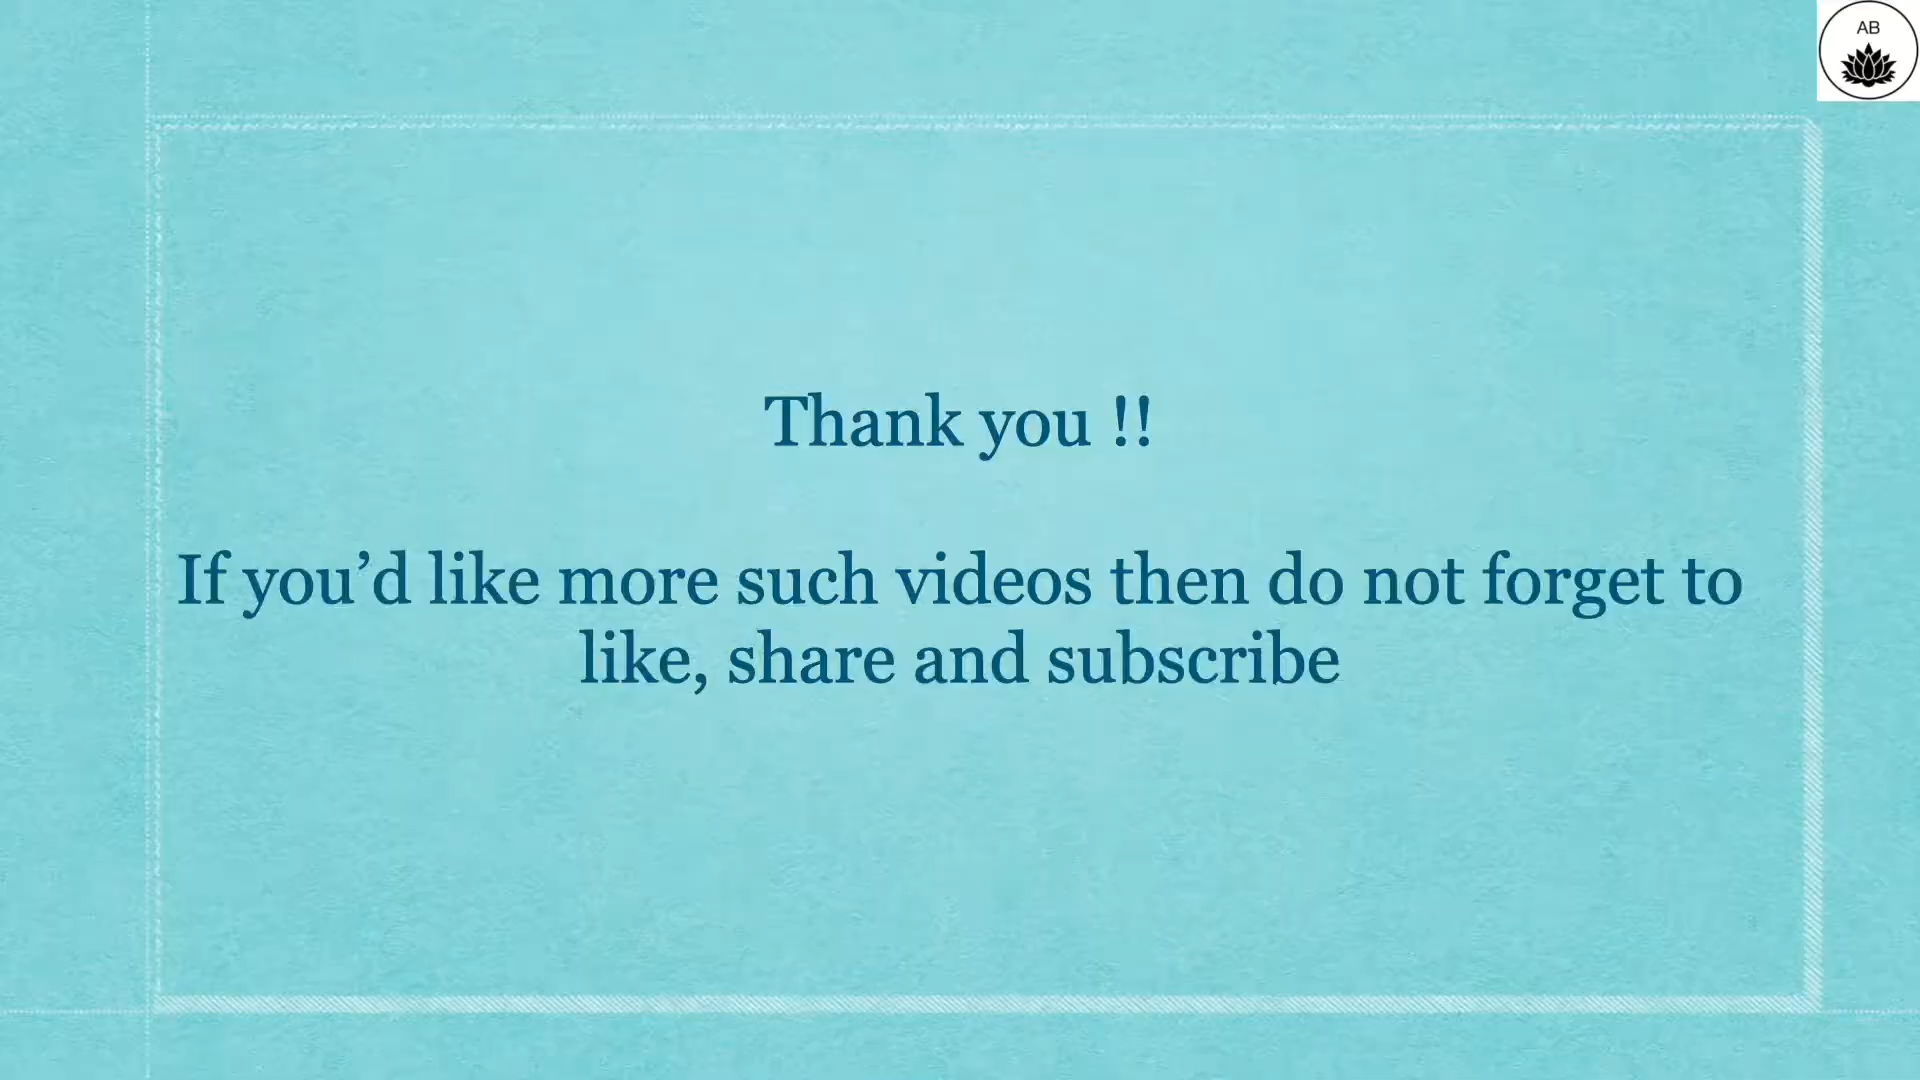 AB
Thank you !!
If you’d like more such videos then do not forget to
like, share and subscribe